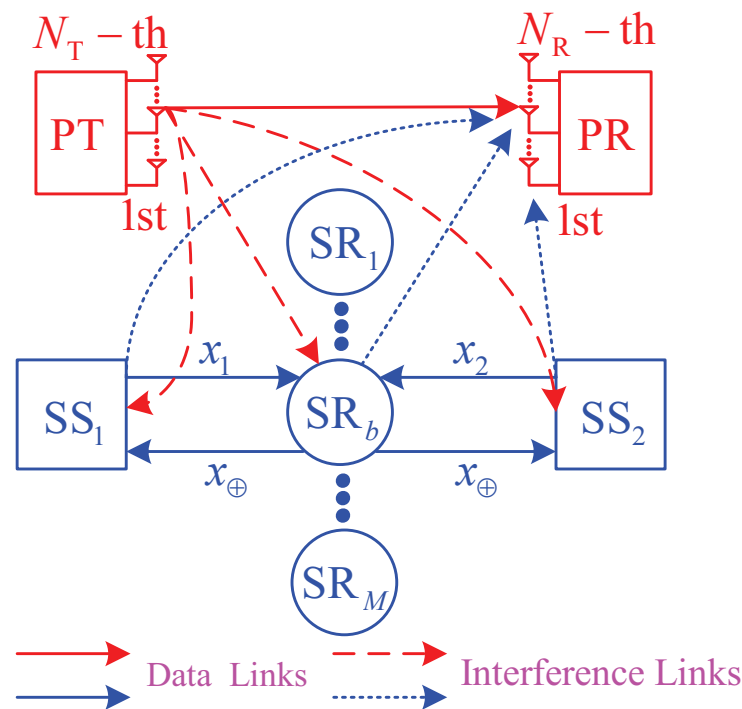 N_T – th
N_R – th
PT
PR
1st
1st
SR_1
x_1
x_2
SS_1
SR_b
SS_2
x_⊕
x_⊕
SR_M
Data Links
Interference Links